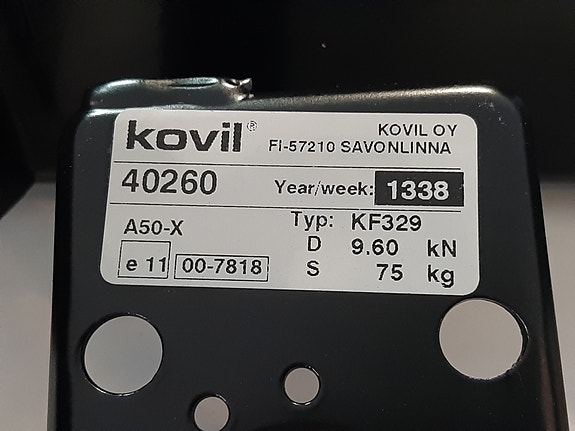 kovil®
KOVIL OY
FI-57210 SAVONLINNA
40260
Year/week: 1338
A50-X
Typ: KF329
D 9.60 kN
e 11 00-7818
S 75 kg